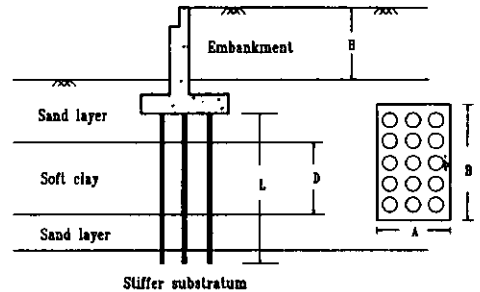 Embankment
H
Sand layer
Soft clay
D
L
B
Sand layer
A
Stiffer substratum